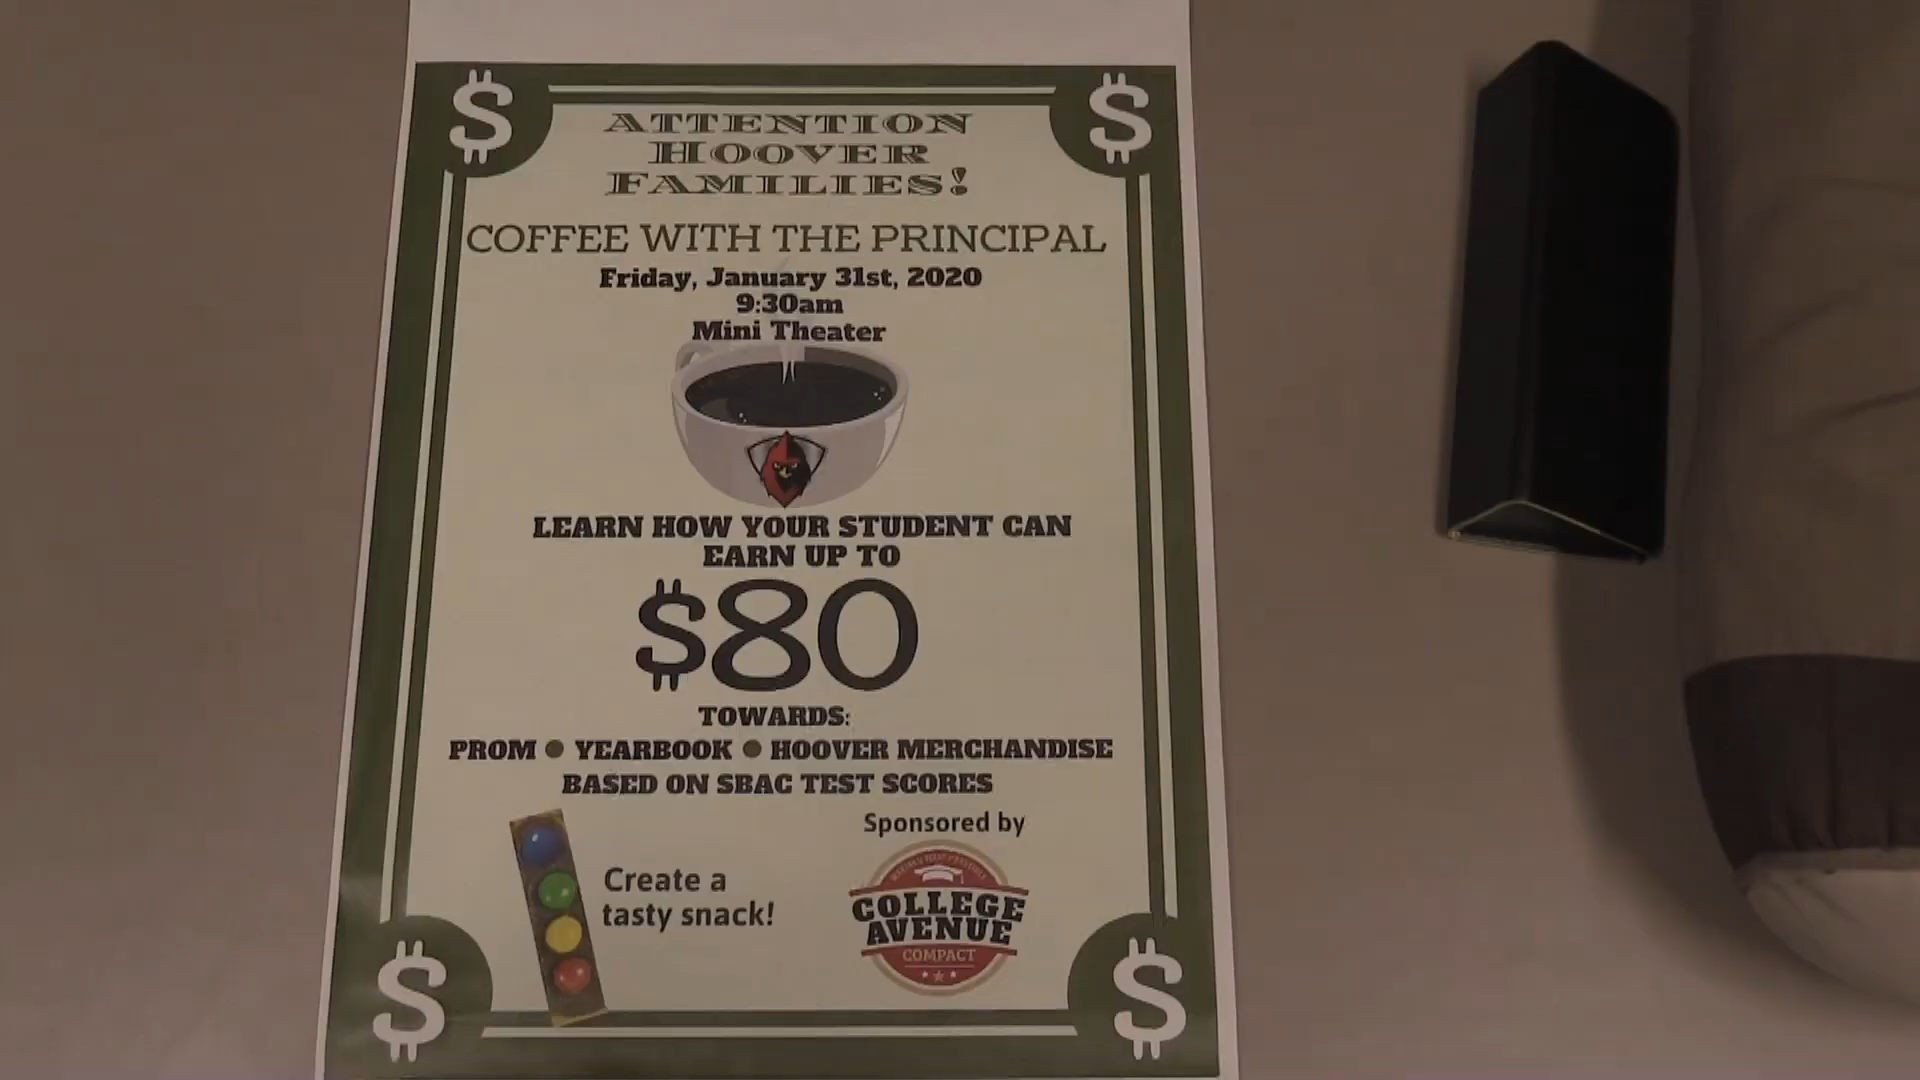 ATTENTION
HOOVER
FAMILIES!
COFFEE WITH THE PRINCIPAL
Friday, January 31st, 2020
9:30am
Mini Theater
LEARN HOW YOUR STUDENT CAN
EARN UP TO
$80
TOWARDS:
PROM ● YEARBOOK ● HOOVER MERCHANDISE
BASED ON SBAC TEST SCORES
Create a
tasty snack!
Sponsored by
COLLEGE
AVENUE
COMPACT